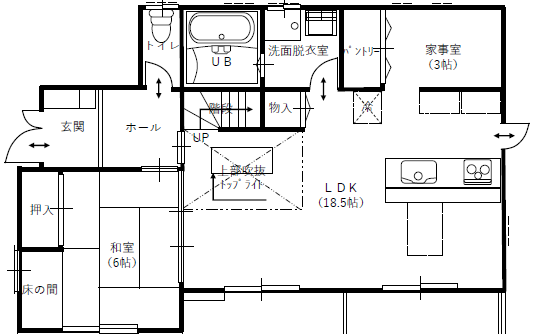 トイレ
UB
洗面脱衣室
パントリー
家事室
(3帖)
玄関
ホール
階段
物入
冷
UP
上部吹抜
トップライト
LDK
(18.5帖)
押入
和室
(6帖)
床の間